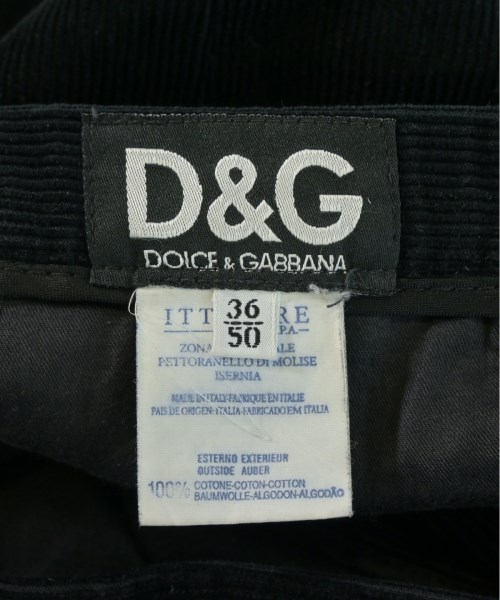 D&G
DOLCE & GABBANA
36
50
ITT RE
P.A.
ZONA ALE
PETTORANELLO DI MOLISE
ISERNIA
MADE IN ITALY-FABRIQUE EN ITALIE
PAIS DE ORIGEN: ITALIA-FABRICADO EM ITALIA
ESTERNO EXTERIEUR
OUTSIDE AUBER
100% COTONE-COTON-COTTON
BAUMWOLLE-ALGODON-ALGODÃO